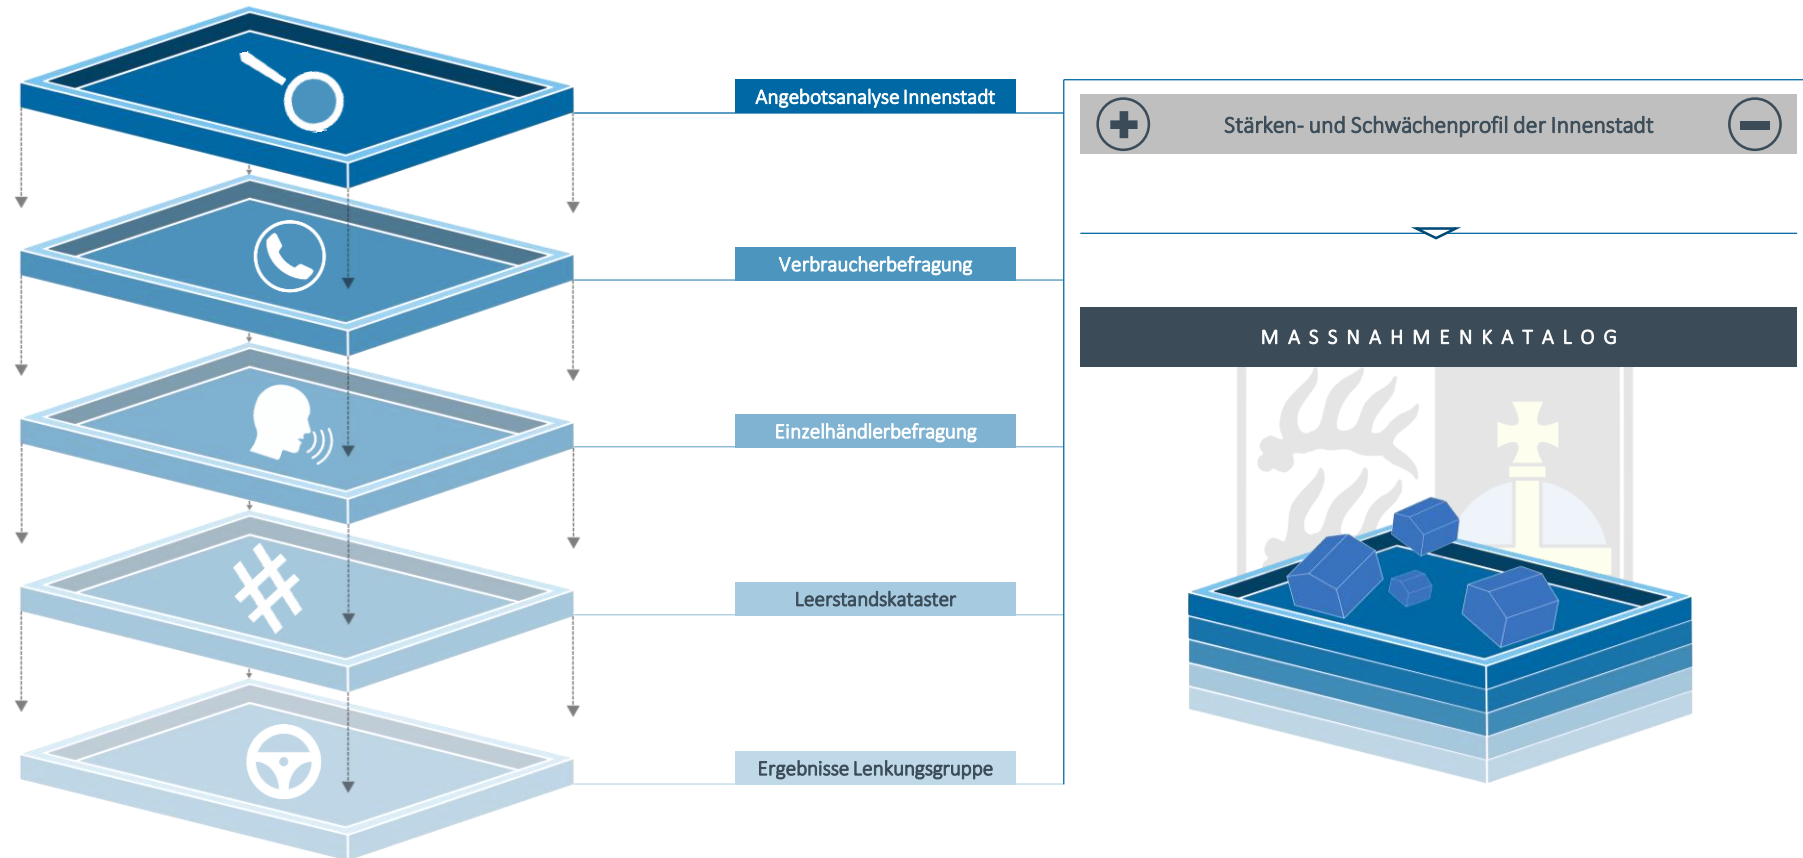 Angebotsanalyse Innenstadt
Verbraucherbefragung
Einzelhändlerbefragung
Leerstandskataster
Ergebnisse Lenkungsgruppe
Stärken- und Schwächenprofil der Innenstadt
MASSNAHMENKATALOG